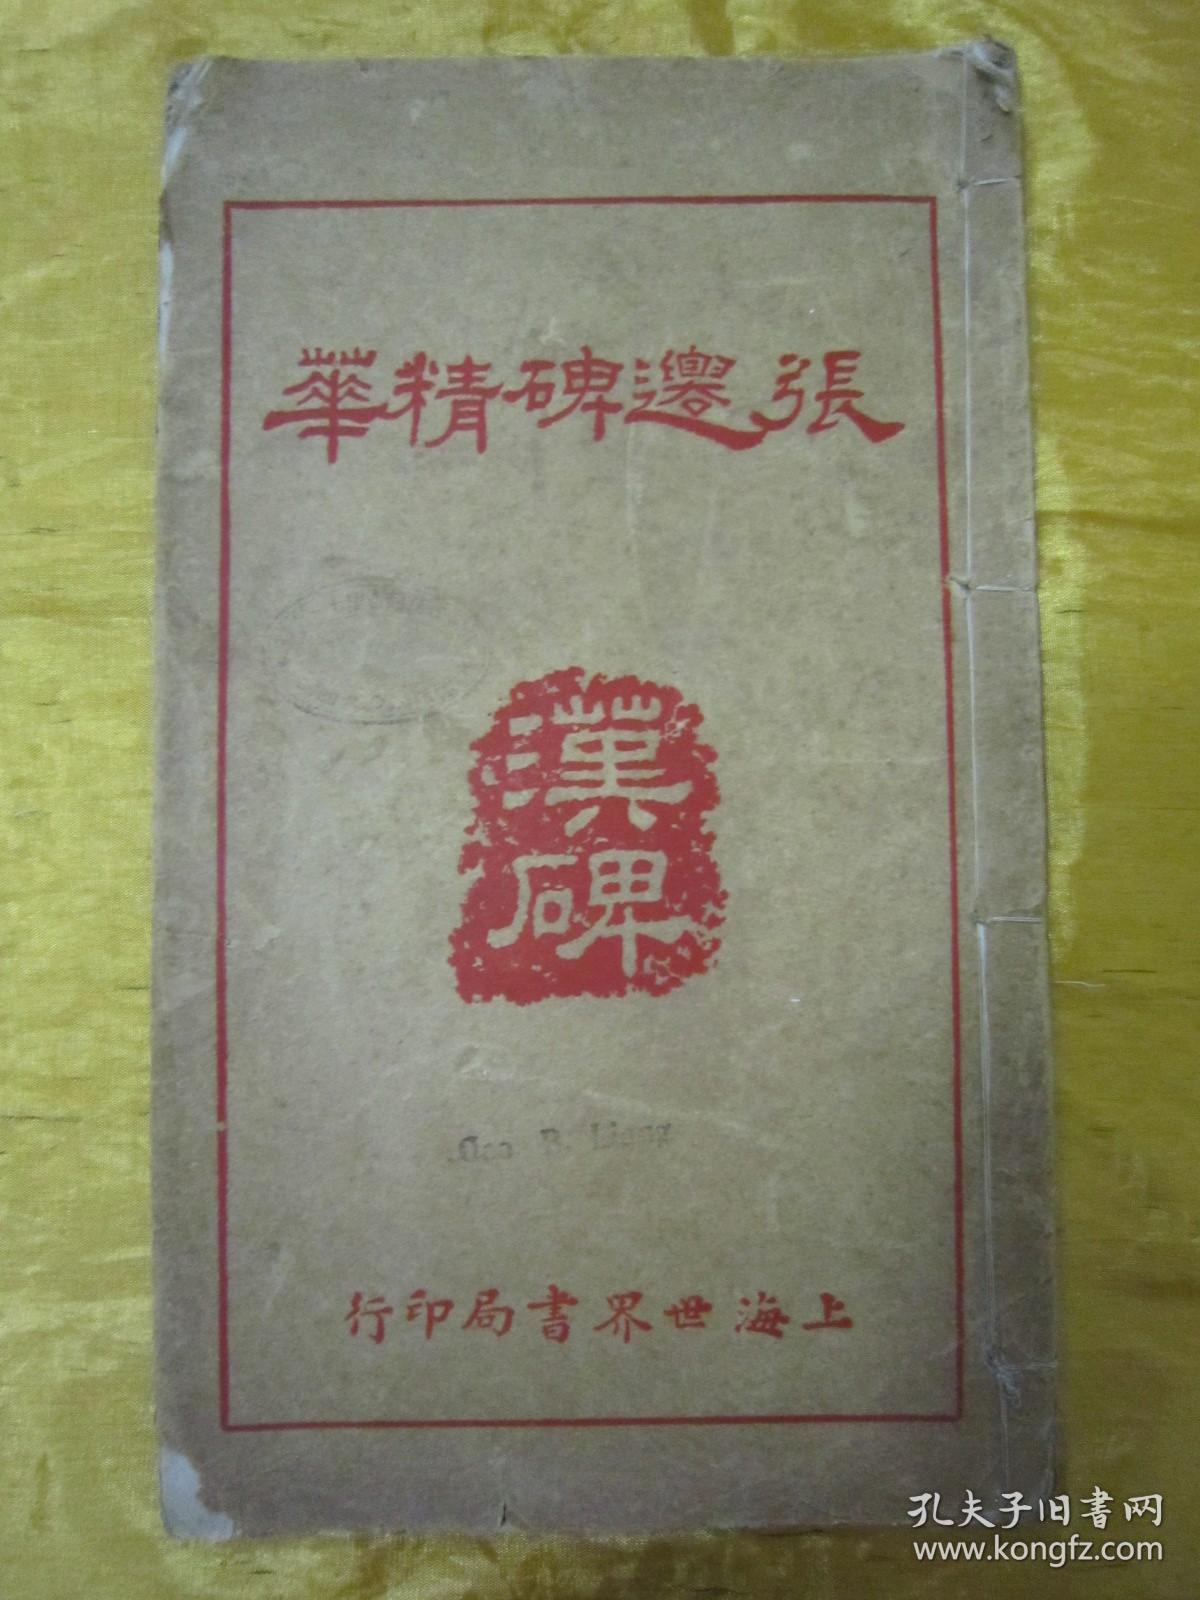 張遷碑精華
漢
碑
Geo B. Liang
上海世界書局印行
孔夫子旧书网
www.kongfz.com